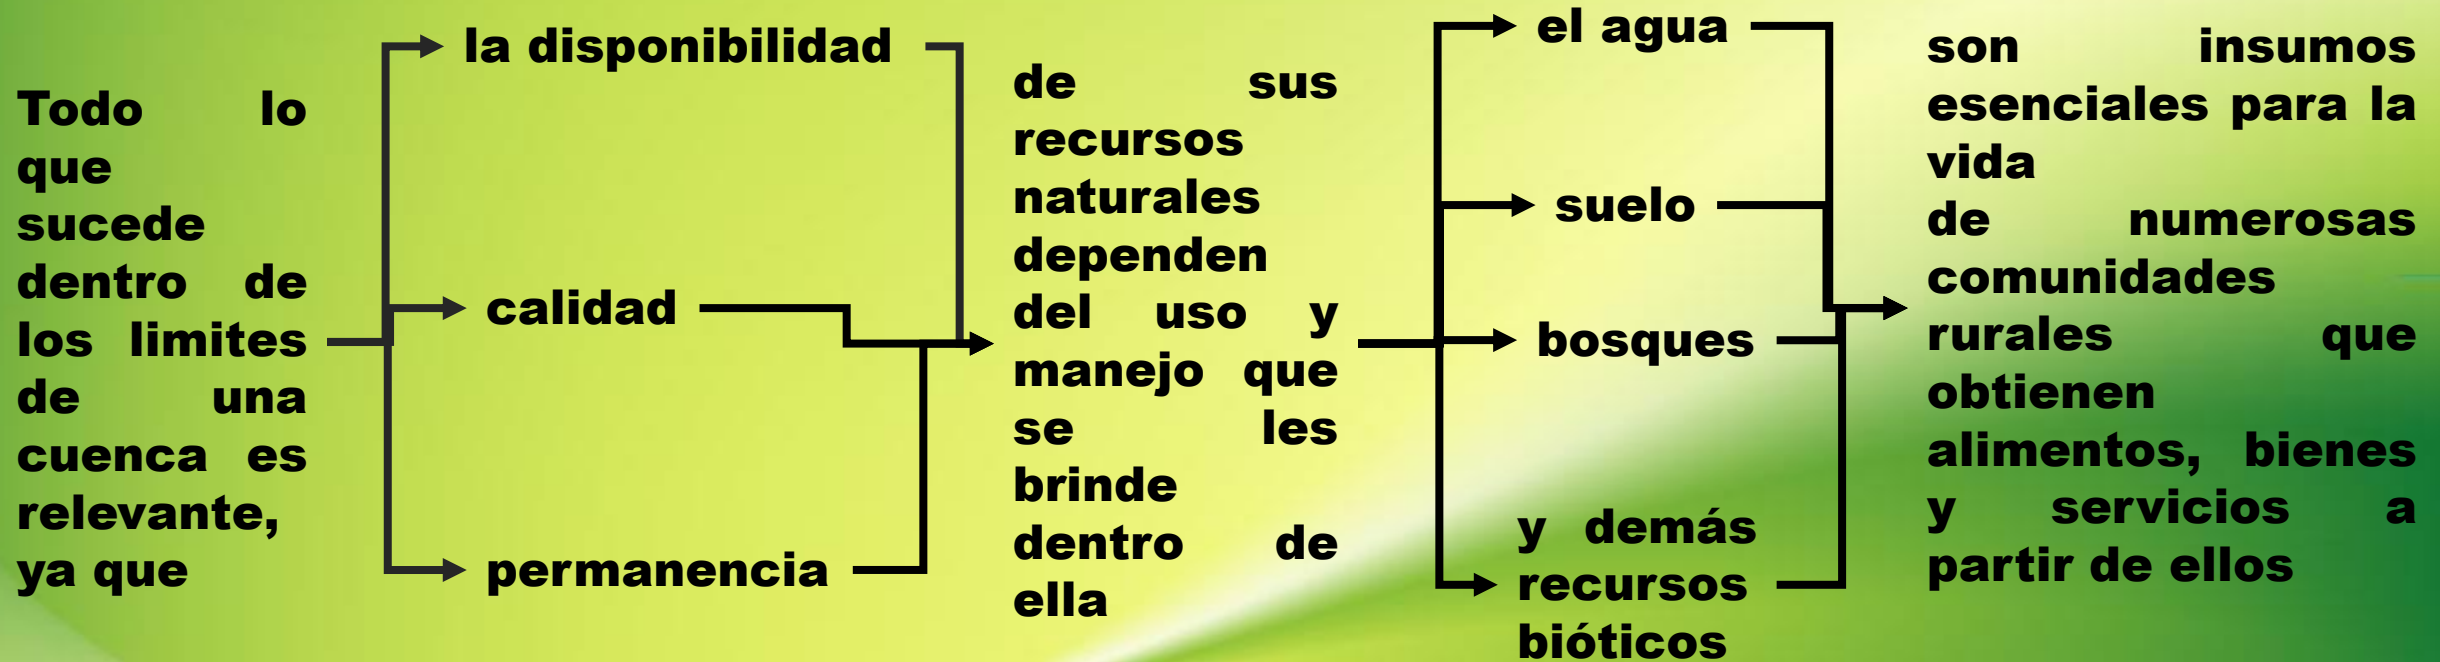 Todo lo
que
sucede
dentro de
los limites
de una
cuenca es
relevante,
ya que
la disponibilidad
calidad
permanencia
de sus
recursos
naturales
dependen
del uso y
manejo que
se les
brinde
dentro de
ella
el agua
suelo
bosques
y demás
recursos
bióticos
son insumos
esenciales para la
vida
de numerosas
comunidades
rurales que
obtienen
alimentos, bienes
y servicios a
partir de ellos